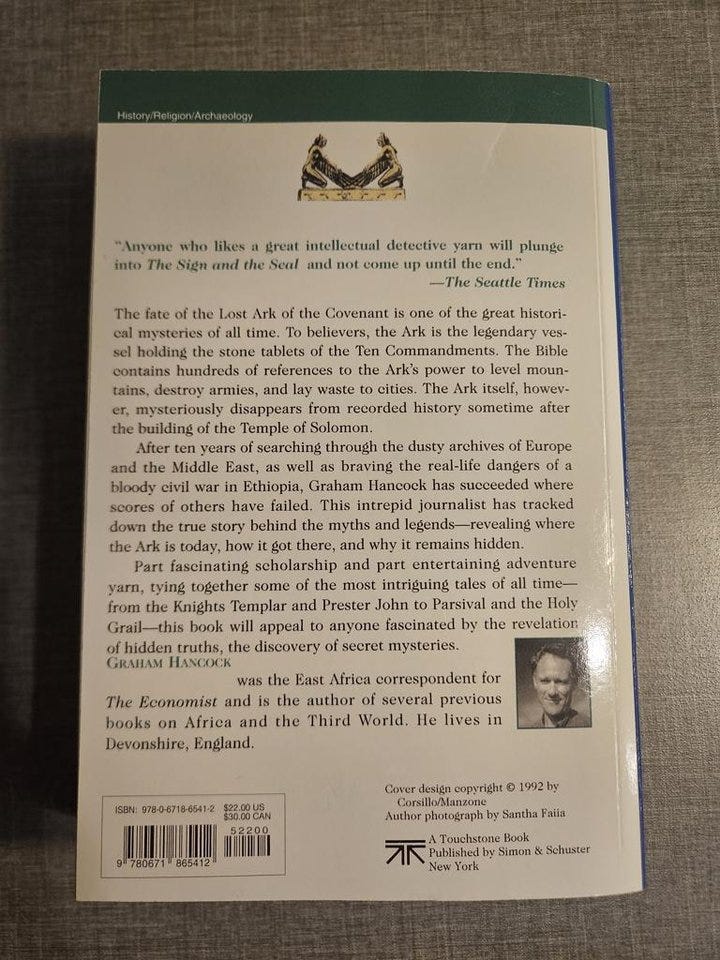 History/Religion/Archaeology
"Anyone who likes a great intellectual detective yarn will plunge
into The Sign and the Seal and not come up until the end."
—The Seattle Times
The fate of the Lost Ark of the Covenant is one of the great histori-
cal mysteries of all time. To believers, the Ark is the legendary ves-
sel holding the stone tablets of the Ten Commandments. The Bible
contains hundreds of references to the Ark's power to level moun-
tains, destroy armies, and lay waste to cities. The Ark itself, howev-
er, mysteriously disappears from recorded history sometime after
the building of the Temple of Solomon.
After ten years of searching through the dusty archives of Europe
and the Middle East, as well as braving the real-life dangers of a
bloody civil war in Ethiopia, Graham Hancock has succeeded where
scores of others have failed. This intrepid journalist has tracked
down the true story behind the myths and legends—revealing where
the Ark is today, how it got there, and why it remains hidden.
Part fascinating scholarship and part entertaining adventure
yarn, tying together some of the most intriguing tales of all time—
from the Knights Templar and Prester John to Parsival and the Holy
Grail—this book will appeal to anyone fascinated by the revelation
of hidden truths, the discovery of secret mysteries.
GRAHAM HANCOCK
was the East Africa correspondent for
The Economist and is the author of several previous
books on Africa and the Third World. He lives in
Devonshire, England.
Cover design copyright © 1992 by
Corsillo/Manzone
Author photograph by Santha Faiia
ISBN: 978-0-6718-6541-2 $22.00 US
$30.00 CAN
52200
9 780671 865412
A Touchstone Book
Published by Simon & Schuster
New York